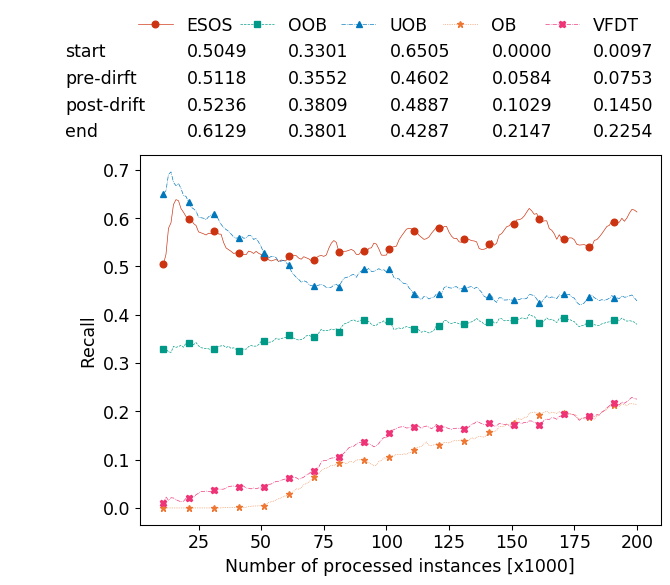 ESOS OOB UOB OB VFDT
start 0.5049 0.3301 0.6505 0.0000 0.0097
pre-dirft 0.5118 0.3552 0.4602 0.0584 0.0753
post-drift 0.5236 0.3809 0.4887 0.1029 0.1450
end 0.6129 0.3801 0.4287 0.2147 0.2254
0.7
0.6
0.5
0.4
0.3
0.2
0.1
0.0
Recall
25 50 75 100 125 150 175 200
Number of processed instances [x1000]